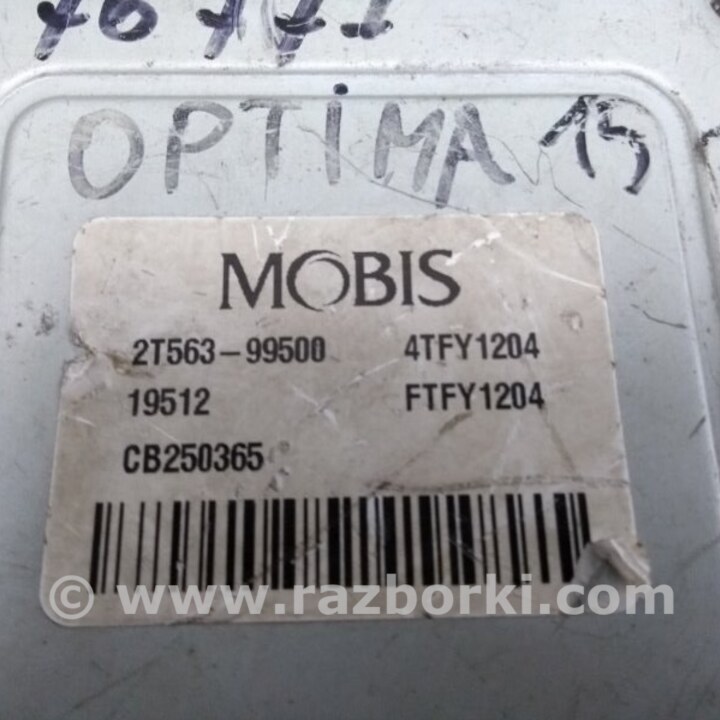 OPTiMA 15
MOBIS
2T563-99500 4TFY1204
19512 FTFY1204
CB250365
© www.razborki.com